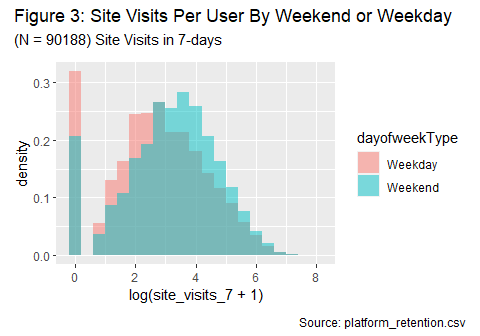 Figure 3: Site Visits Per User By Weekend or Weekday
(N = 90188) Site Visits in 7-days
0.3
0.2
0.1
0.0
density
0
2
4
6
8
log(site_visits_7 + 1)
dayofweekType
Weekday
Weekend
Source: platform_retention.csv